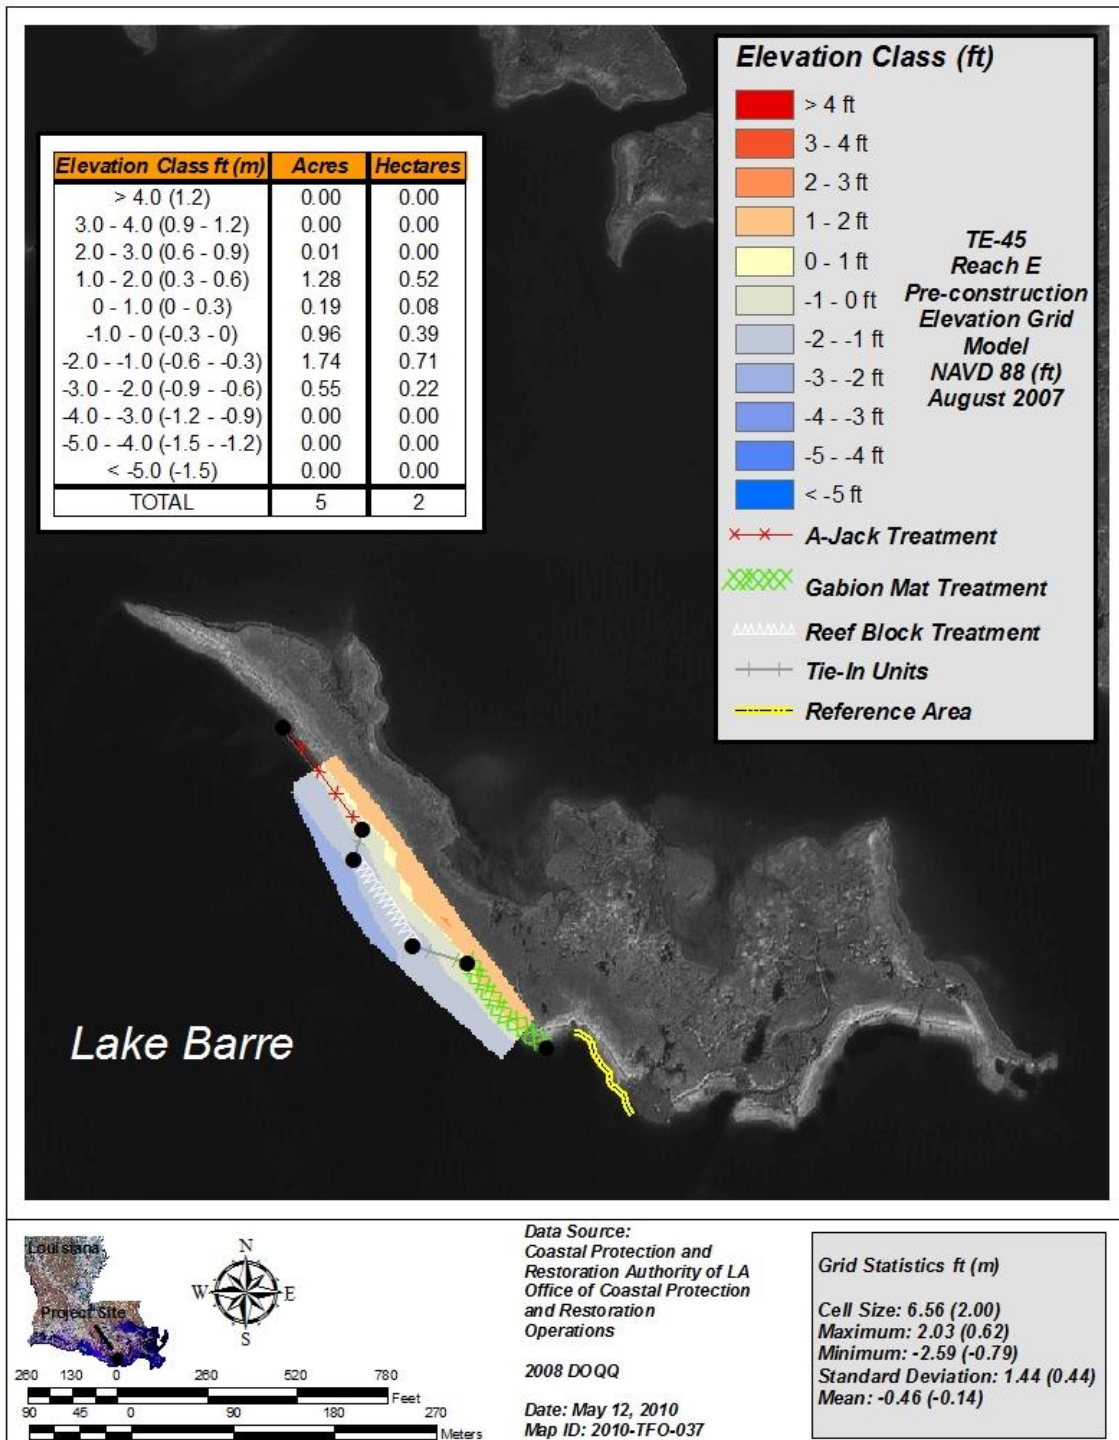 Elevation Class ft (m) Acres Hectares
> 4.0 (1.2) 0.00 0.00
3.0 - 4.0 (0.9 - 1.2) 0.00 0.00
2.0 - 3.0 (0.6 - 0.9) 0.01 0.00
1.0 - 2.0 (0.3 - 0.6) 1.28 0.52
0 - 1.0 (0 - 0.3) 0.19 0.08
-1.0 - 0 (-0.3 - 0) 0.96 0.39
-2.0 - -1.0 (-0.6 - -0.3) 1.74 0.71
-3.0 - -2.0 (-0.9 - -0.6) 0.55 0.22
-4.0 - -3.0 (-1.2 - -0.9) 0.00 0.00
-5.0 - -4.0 (-1.5 - -1.2) 0.00 0.00
< -5.0 (-1.5) 0.00 0.00
TOTAL 5 2
Elevation Class (ft)
> 4 ft
3 - 4 ft
2 - 3 ft
1 - 2 ft
0 - 1 ft
-1 - 0 ft
-2 - -1 ft
-3 - -2 ft
-4 - -3 ft
-5 - -4 ft
< -5 ft
TE-45
Reach E
Pre-construction
Elevation Grid
Model
NAVD 88 (ft)
August 2007
A-Jack Treatment
Gabion Mat Treatment
Reef Block Treatment
Tie-In Units
Reference Area
Lake Barre
Louisiana
Project Site
N
W E
S
260 130 0 260 520 780
Feet
90 45 0 90 180 270
Meters
Data Source:
Coastal Protection and
Restoration Authority of LA
Office of Coastal Protection
and Restoration
Operations
2008 DOQQ
Date: May 12, 2010
Map ID: 2010-TFO-037
Grid Statistics ft (m)
Cell Size: 6.56 (2.00)
Maximum: 2.03 (0.62)
Minimum: -2.59 (-0.79)
Standard Deviation: 1.44 (0.44)
Mean: -0.46 (-0.14)